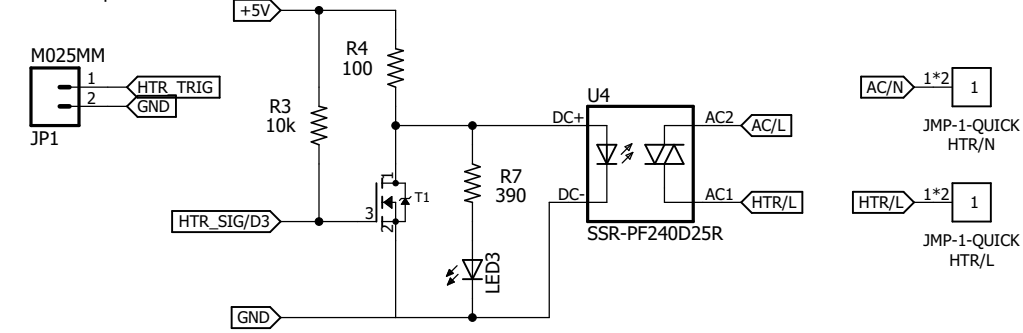 +5V
M025MM
1
HTR_TRIG
2
GND
JP1
R3
10k
R4
100
HTR_SIG/D3
1
3
2
T1
R7
390
LED3
GND
U4
DC+
DC-
AC2
AC/L
AC1
HTR/L
SSR-PF240D25R
AC/N
1*2
1
JMP-1-QUICK
HTR/N
HTR/L
1*2
1
JMP-1-QUICK
HTR/L